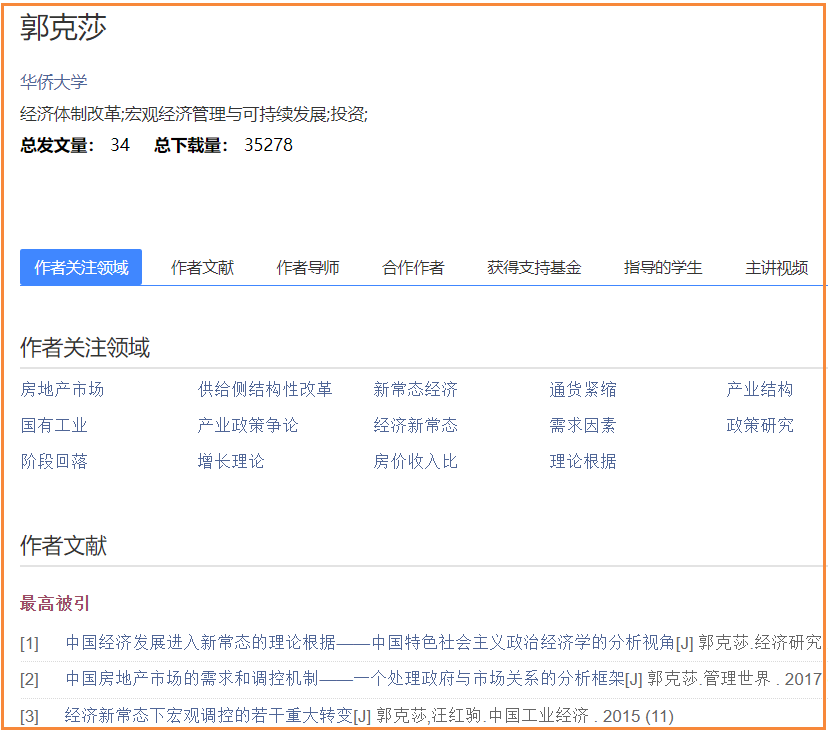 郭克莎
华侨大学
经济体制改革;宏观经济管理与可持续发展;投资;
总发文量： 34 总下载量： 35278
作者关注领域 作者文献 作者导师 合作作者 获得支持基金 指导的学生 主讲视频
作者关注领域
房地产市场 供给侧结构性改革 新常态经济 通货紧缩 产业结构
国有工业 产业政策争论 经济新常态 需求因素 政策研究
阶段回落 增长理论 房价收入比 理论根据
作者文献
最高被引
[1] 中国经济发展进入新常态的理论根据——中国特色社会主义政治经济学的分析视角[J] 郭克莎.经济研究
[2] 中国房地产市场的需求和调控机制——一个处理政府与市场关系的分析框架[J] 郭克莎.管理世界 . 2017
[3] 经济新常态下宏观调控的若干重大转变[J] 郭克莎,汪红驹.中国工业经济 . 2015 (11)